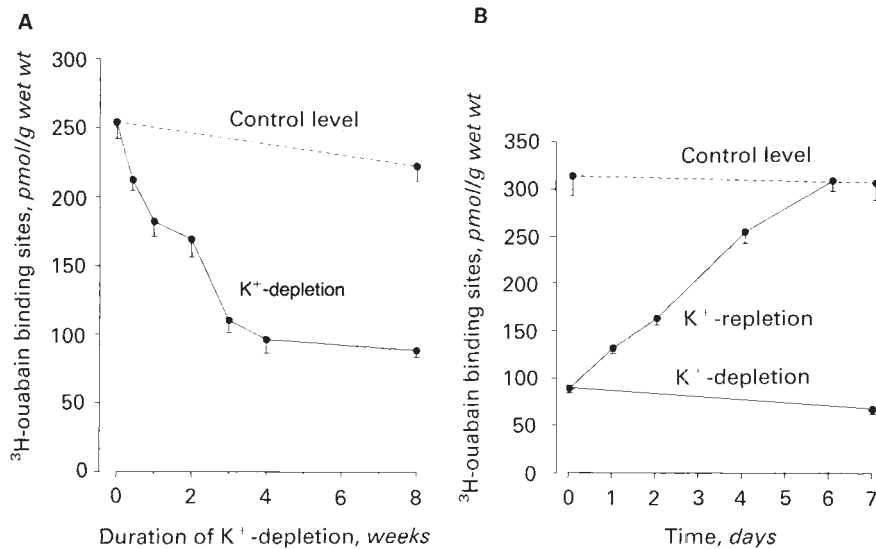 A
³H-ouabain binding sites, pmol/g wet wt
300
250
200
150
100
50
0
Control level
K⁺-depletion
0 2 4 6 8
Duration of K⁺-depletion, weeks
B
³H-ouabain binding sites, pmol/g wet wt
350
300
250
200
150
100
50
0
Control level
K⁺-repletion
K⁺-depletion
0 1 2 3 4 5 6 7
Time, days